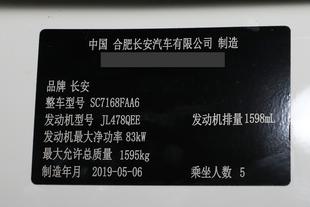 中国 合肥长安汽车有限公司 制造
品牌 长安
整车型号 SC7168FAA6
发动机型号 JL478QEE 发动机排量 1598mL
发动机最大净功率 83kW
最大允许总质量 1595kg
制造年月 2019-05-06 乘坐人数 5